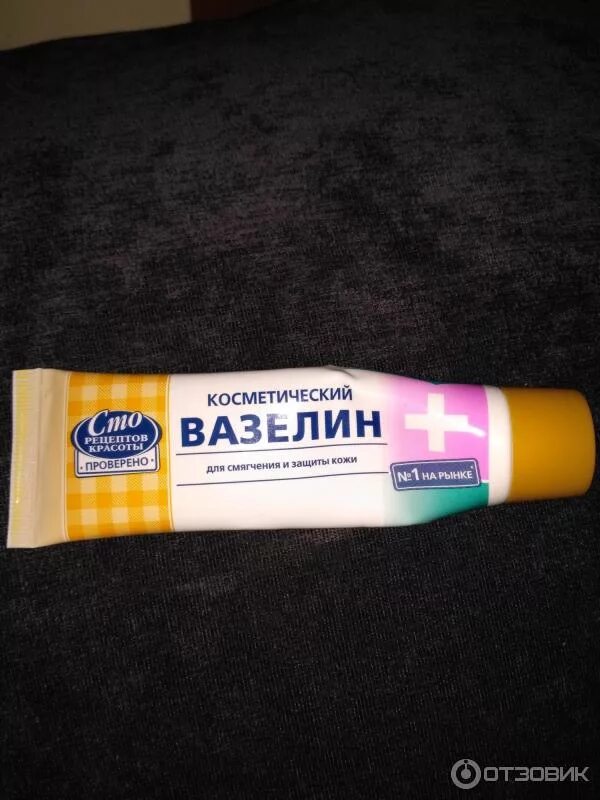 Сто
РЕЦЕПТОВ
КРАСОТЫ
• ПРОВЕРЕНО •
КОСМЕТИЧЕСКИЙ
ВАЗЕЛИН
для смягчения и защиты кожи
№1 НА РЫНКЕ*
ОТЗОВИК